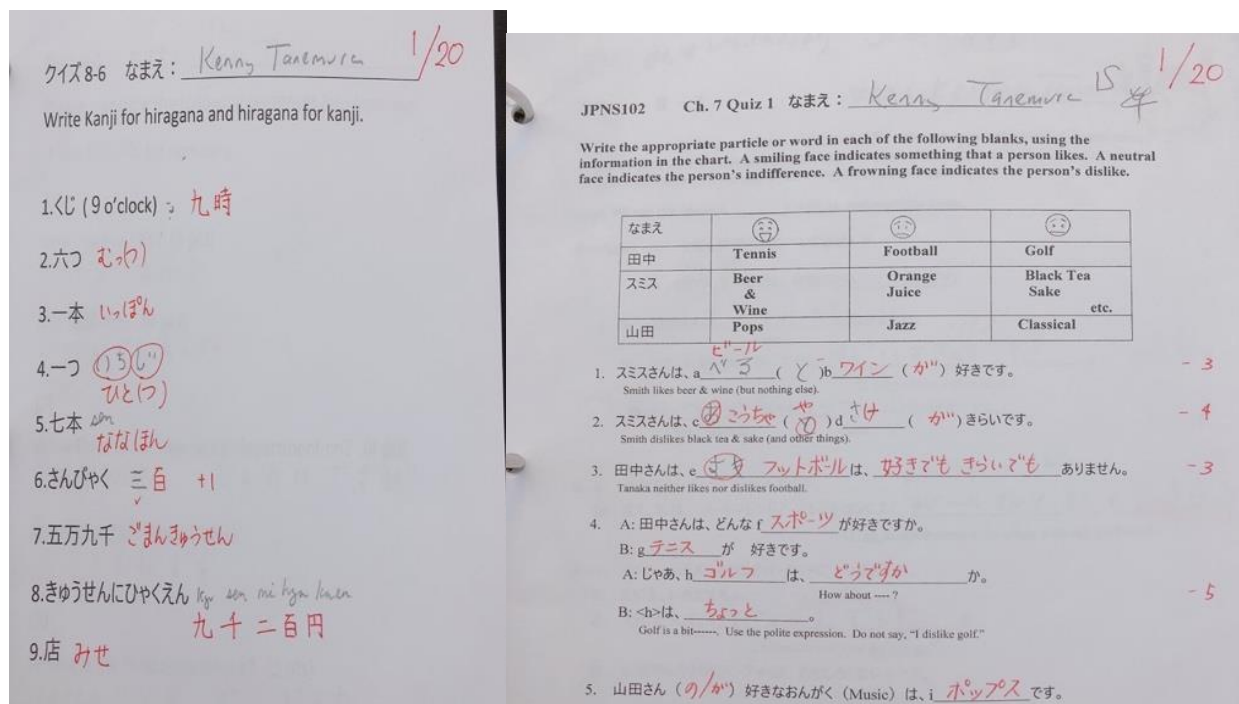 クイズ8-6 なまえ: Kenny Tanemura 1/20
Write Kanji for hiragana and hiragana for kanji.
1.くじ (9 o'clock) 九時
2.六つ むっ(つ)
3.一本 いっぽん
4.一つ いちじ
ひと(つ)
5.七本 sen
ななほん
6.さんびゃく 三百 +1
7.五万九千 ごまんきゅうせん
8.きゅうせんにひゃくえん
九千二百円
9.店 みせ
1/20
JPNS102 Ch. 7 Quiz 1 なまえ: Kenny Tanemura
Write the appropriate particle or word in each of the following blanks, using the
information in the chart. A smiling face indicates something that a person likes. A neutral
face indicates the person's indifference. A frowning face indicates the person's dislike.
なまえ
田中 Tennis Football Golf
スミス Beer Orange Black Tea
& Juice Sake
Wine etc.
山田 Pops Jazz Classical
ビール
1. スミスさんは、a べる ( と )b ワイン ( が ) 好きです。 -3
Smith likes beer & wine (but nothing else).
や
2. スミスさんは、c あ こうちゃ ( と ) d さけ ( が ) きらいです。 -4
Smith dislikes black tea & sake (and other things).
3. 田中さんは、e フットボール は、 好きでも きらいでも ありません。 -3
Tanaka neither likes nor dislikes football.
4. A: 田中さんは、どんな f スポーツ が好きですか。
B: g テニス が 好きです。
A: じゃあ、h ゴルフ は、 どうですか か。
How about ----? -5
B: <h>は、 ちょっと 。
Golf is a bit------. Use the polite expression. Do not say, "I dislike golf."
5. 山田さん (の/が) 好きなおんがく (Music) は、i ポップス です。